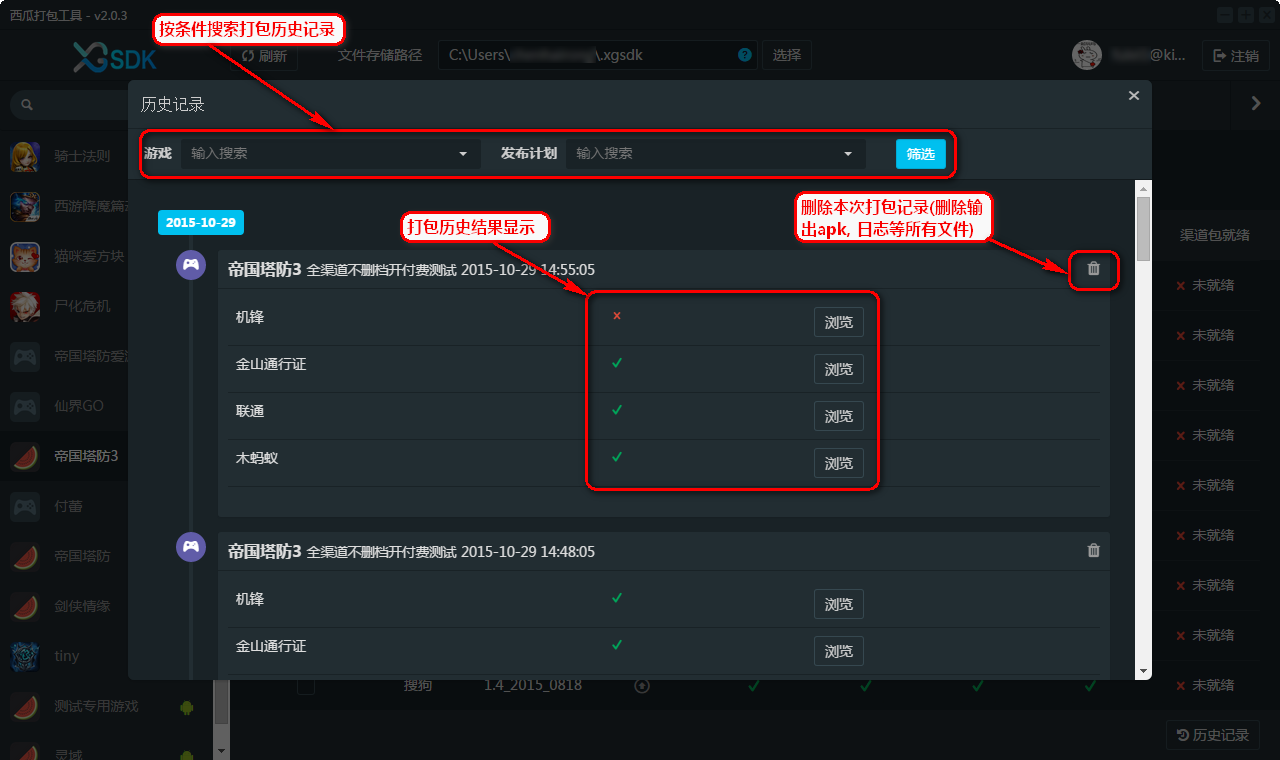 西瓜打包工具 - v2.0.3
按条件搜索打包历史记录
XGSDK
刷新
文件存储路径
C:\Users\
\.xgsdk
选择
@ki...
注销
历史记录
游戏
输入搜索
发布计划
输入搜索
筛选
骑士法则
西游降魔篇
猫咪爱方块
尸化危机
帝国塔防爱
仙界GO
帝国塔防3
付蕾
帝国塔防
剑侠情缘
tiny
测试专用游戏
灵域
2015-10-29
打包历史结果显示
删除本次打包记录(删除输
出apk, 日志等所有文件)
帝国塔防3 全渠道不删档开付费测试 2015-10-29 14:55:05
机锋
浏览
金山通行证
浏览
联通
浏览
木蚂蚁
浏览
帝国塔防3 全渠道不删档开付费测试 2015-10-29 14:48:05
机锋
浏览
金山通行证
浏览
渠道包就绪
未就绪
未就绪
未就绪
未就绪
未就绪
未就绪
未就绪
未就绪
搜狗
1.4_2015_0818
未就绪
历史记录